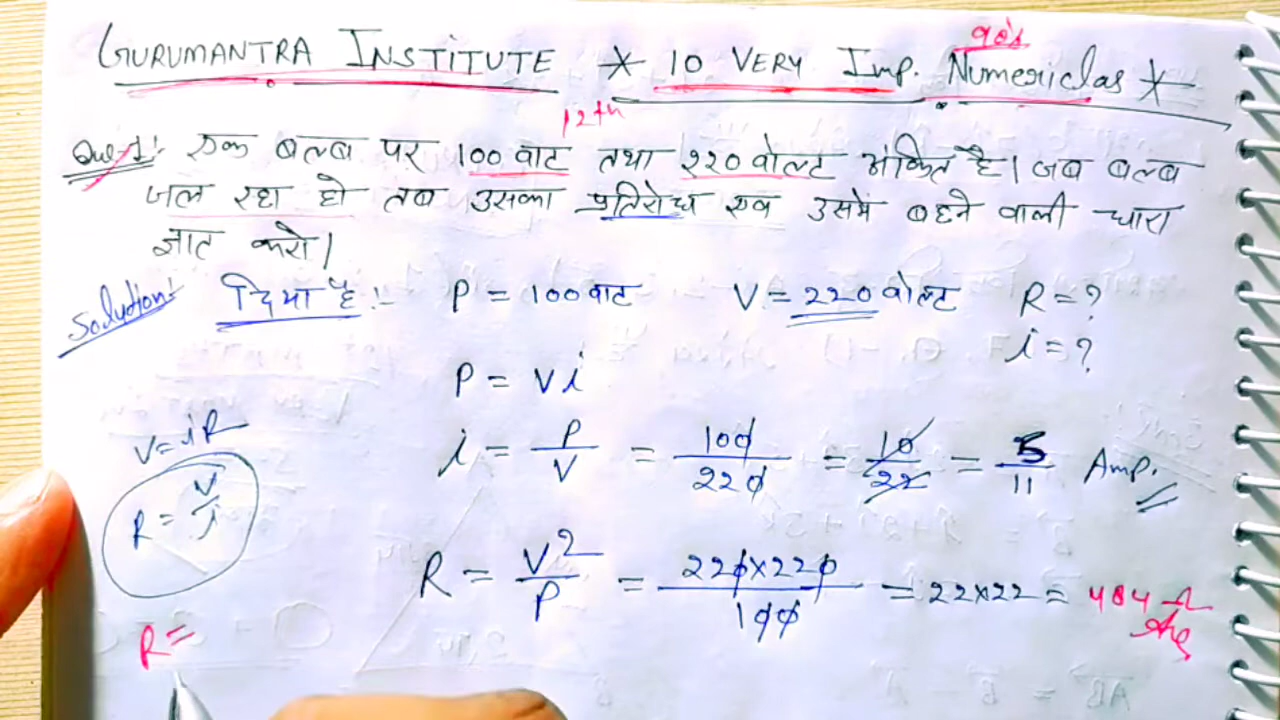 90's
GURUMANTRA INSTITUTE * 10 VERY Imp. Numericlas *
12th
Que-1: एक बल्ब पर 100 वाट तथा 220 वोल्ट अंकित है। जब बल्ब
जल रहा हो तब उसका प्रतिरोध एव उसमे बहने वाली धारा
ज्ञात करो।
Solution: दिया है:- P = 100 वाट V = 220 वोल्ट R = ?
i = ?
P = Vi
V = iR
i = P/V = 100/220 = 10/22 = 5/11 Amp.
R = V/i
R = V²/P = 220×220/100 = 22×22 = 484 Ω
Ans
R =